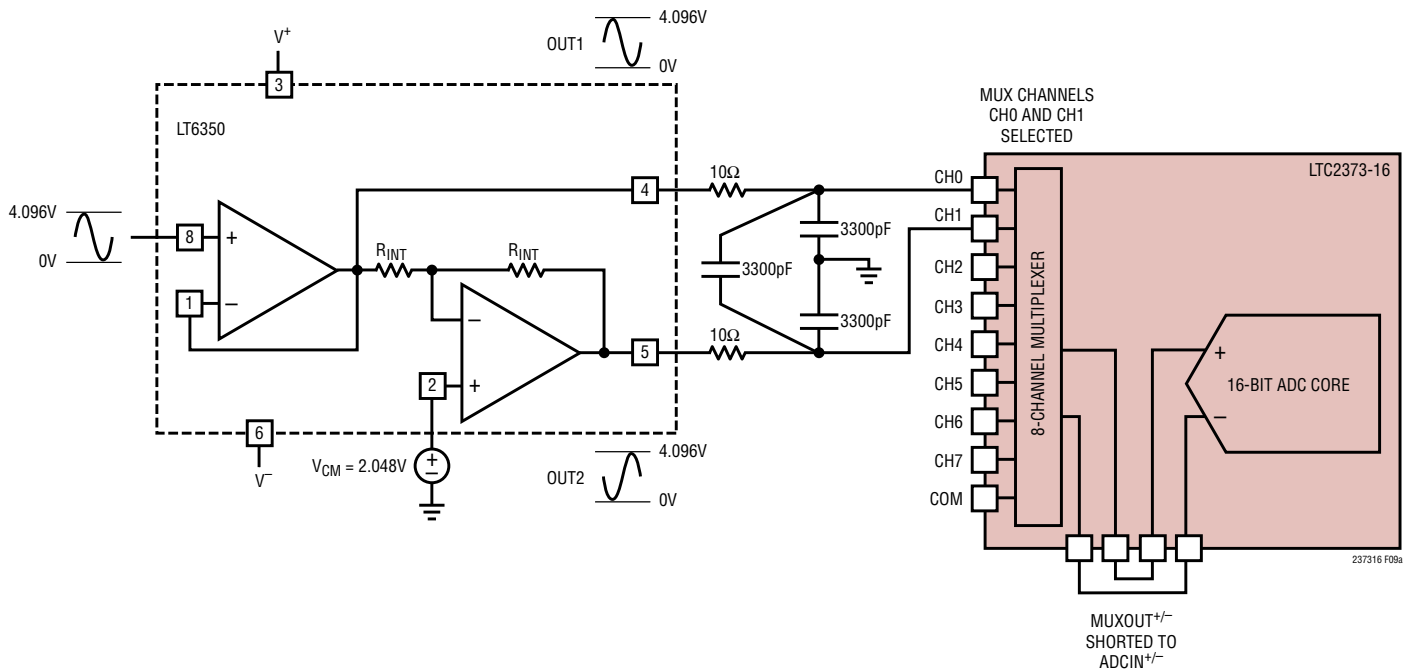 4.096V
OUT1
0V
V+
3
LT6350
MUX CHANNELS
CH0 AND CH1
SELECTED
LTC2373-16
4.096V
0V
8
+
1
–
RINT
RINT
–
+
2
4
5
10Ω
10Ω
3300pF
3300pF
3300pF
6
V–
VCM = 2.048V
+
–
OUT2
4.096V
0V
CH0
CH1
CH2
CH3
CH4
CH5
CH6
CH7
COM
8-CHANNEL MULTIPLEXER
+
16-BIT ADC CORE
–
237316 F09a
MUXOUT+/–
SHORTED TO
ADCIN+/–